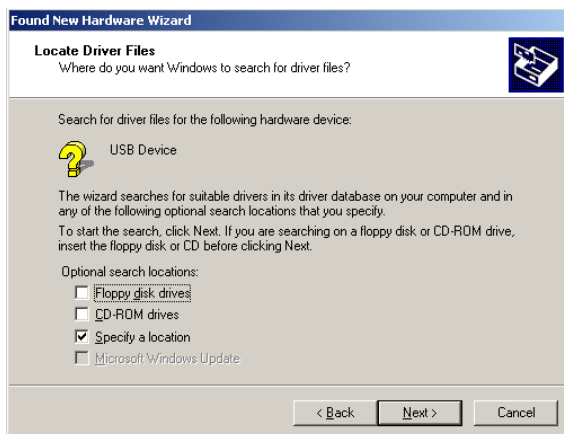 Found New Hardware Wizard
Locate Driver Files
Where do you want Windows to search for driver files?
Search for driver files for the following hardware device:
USB Device
The wizard searches for suitable drivers in its driver database on your computer and in
any of the following optional search locations that you specify.
To start the search, click Next. If you are searching on a floppy disk or CD-ROM drive,
insert the floppy disk or CD before clicking Next.
Optional search locations:
Floppy disk drives
CD-ROM drives
Specify a location
Microsoft Windows Update
< Back Next > Cancel